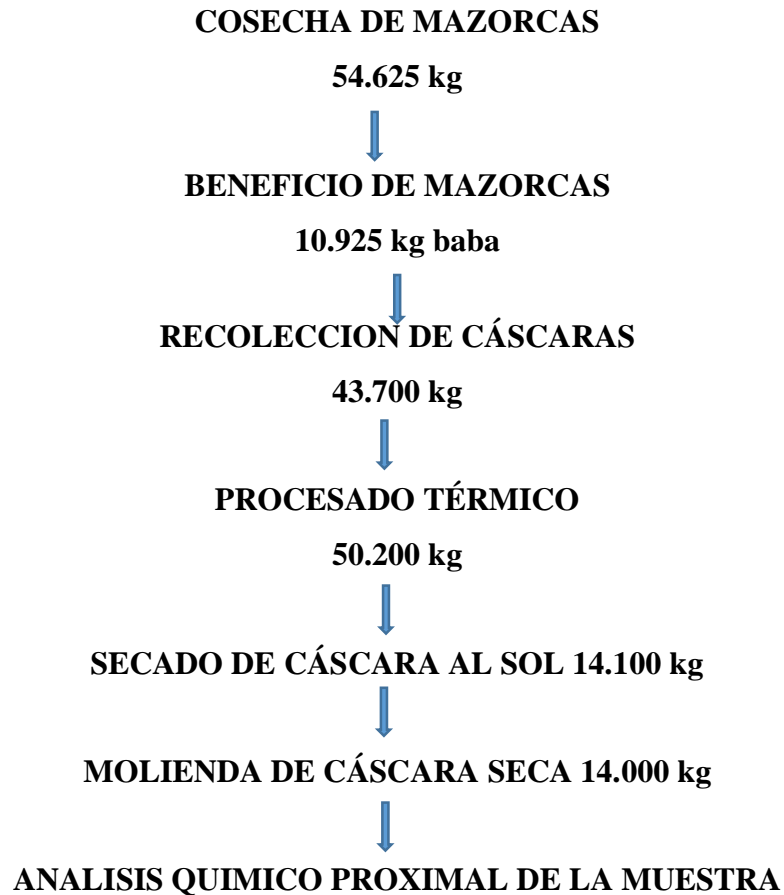 COSECHA DE MAZORCAS
54.625 kg
BENEFICIO DE MAZORCAS
10.925 kg baba
RECOLECCION DE CÁSCARAS
43.700 kg
PROCESADO TÉRMICO
50.200 kg
SECADO DE CÁSCARA AL SOL 14.100 kg
MOLIENDA DE CÁSCARA SECA 14.000 kg
ANALISIS QUIMICO PROXIMAL DE LA MUESTRA